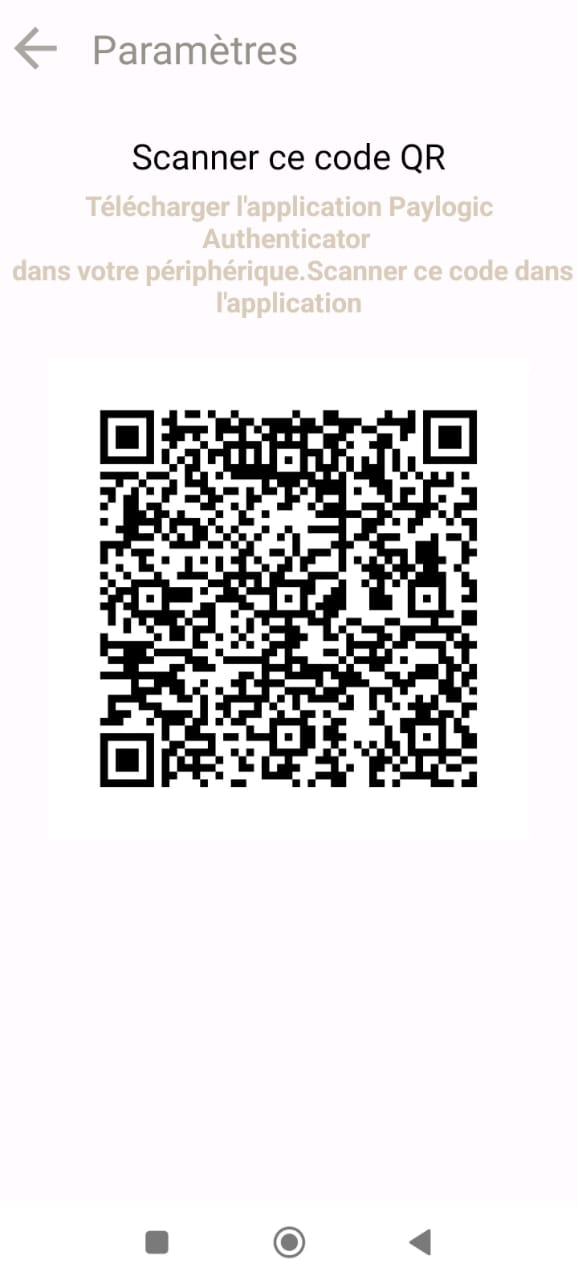 Paramètres
Scanner ce code QR
Télécharger l'application Paylogic
Authenticator
dans votre périphérique.Scanner ce code dans
l'application